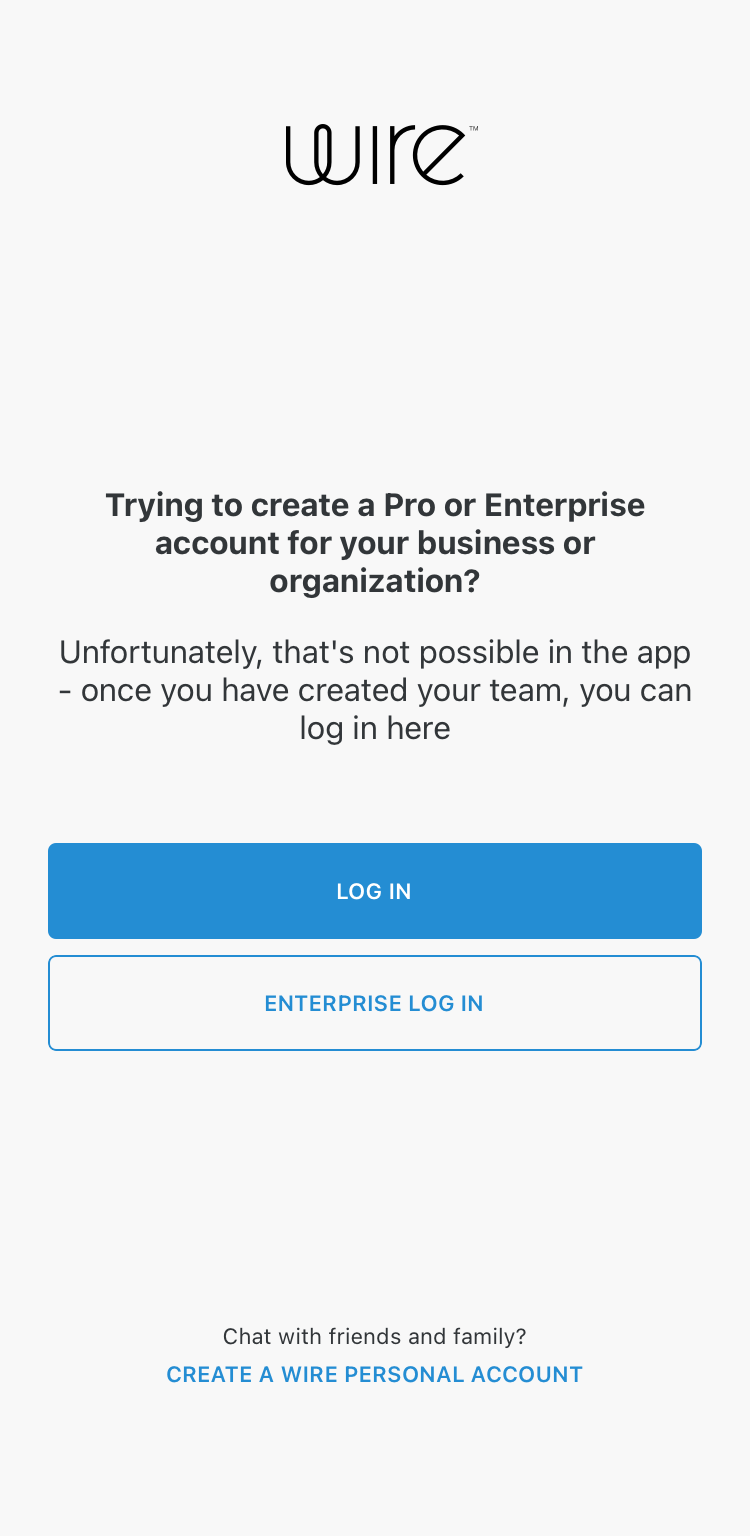 wire™
Trying to create a Pro or Enterprise
account for your business or
organization?
Unfortunately, that's not possible in the app
- once you have created your team, you can
log in here
LOG IN
ENTERPRISE LOG IN
Chat with friends and family?
CREATE A WIRE PERSONAL ACCOUNT